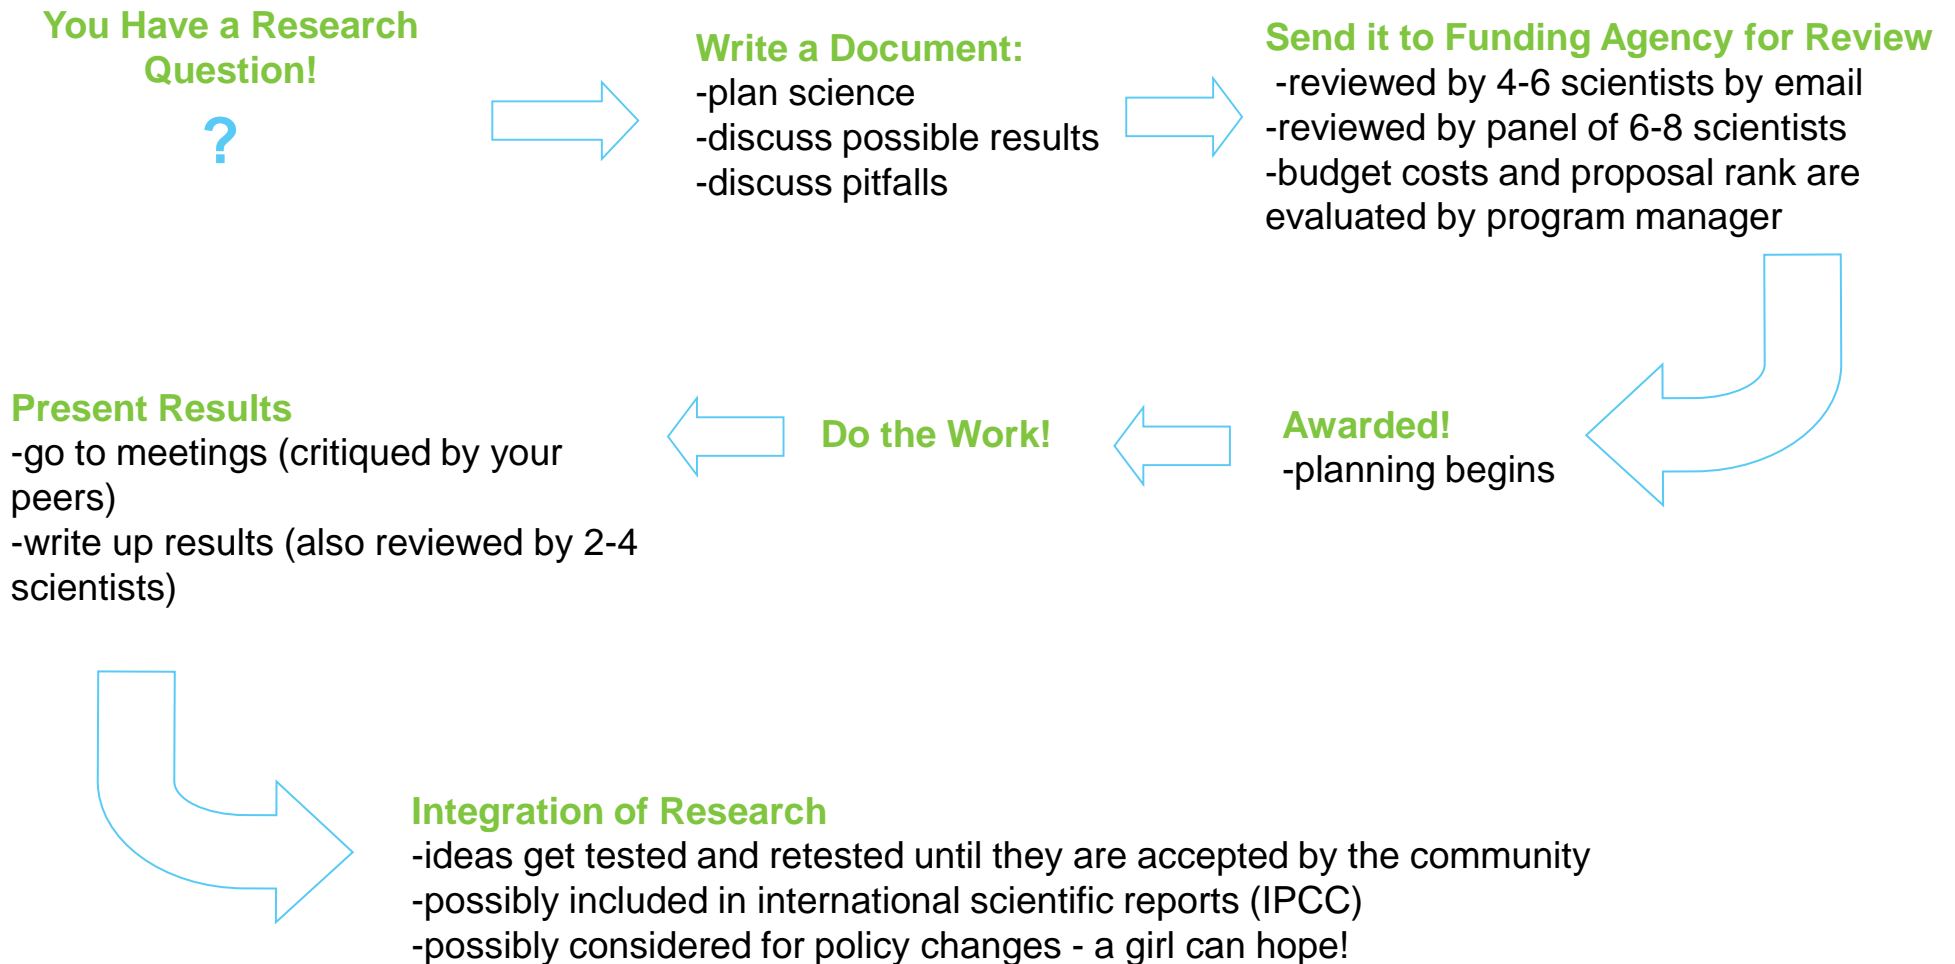 You Have a Research
Question!
?
Write a Document:
-plan science
-discuss possible results
-discuss pitfalls
Send it to Funding Agency for Review
-reviewed by 4-6 scientists by email
-reviewed by panel of 6-8 scientists
-budget costs and proposal rank are
evaluated by program manager
Awarded!
-planning begins
Do the Work!
Present Results
-go to meetings (critiqued by your
peers)
-write up results (also reviewed by 2-4
scientists)
Integration of Research
-ideas get tested and retested until they are accepted by the community
-possibly included in international scientific reports (IPCC)
-possibly considered for policy changes - a girl can hope!